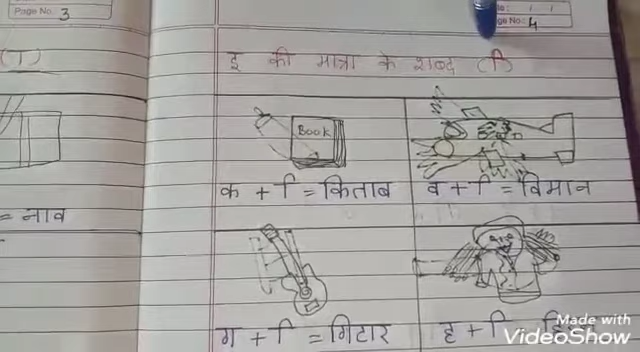 Page No. 3
Page No. 4
(ा)
इ की मात्रा के शब्द (ि)
Book
क + ि = किताब
व + ि = विमान
= नाव
ग + ि = गिटार
ह + ि
Made with
VideoShow